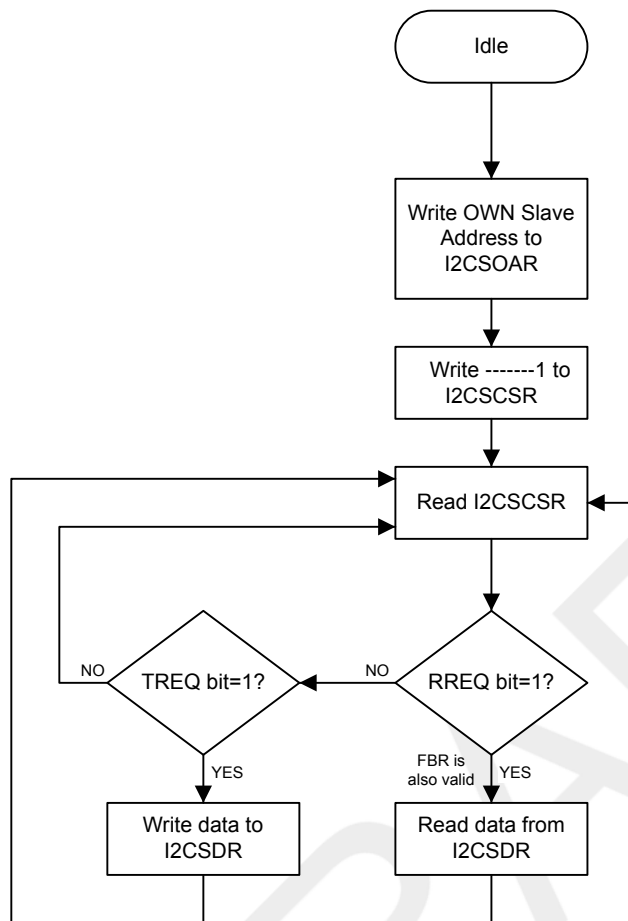 Idle
Write OWN Slave
Address to
I2CSOAR
Write -------1 to
I2CSCSR
Read I2CSCSR
NO
TREQ bit=1?
NO
RREQ bit=1?
YES
FBR is
also valid
YES
Write data to
I2CSDR
Read data from
I2CSDR